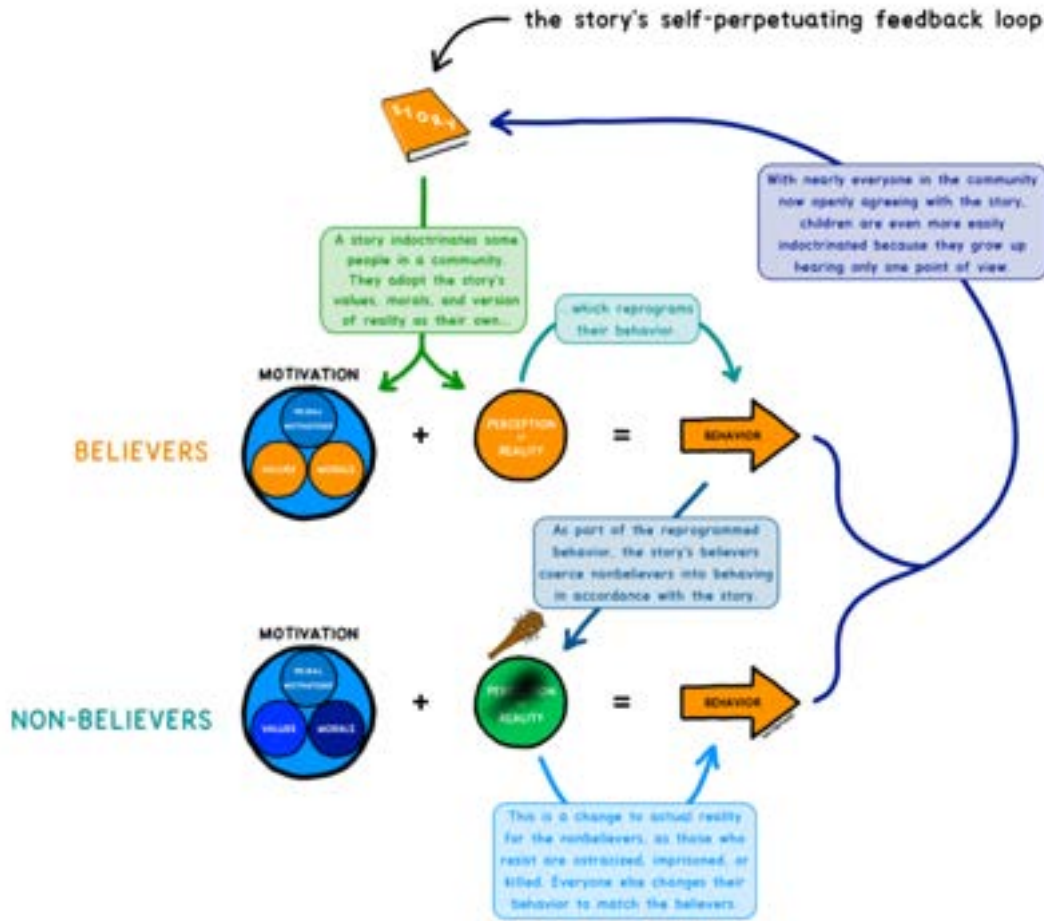 the story's self-perpetuating feedback loop
STORY
With nearly everyone in the community
now openly agreeing with the story,
children are even more easily
indoctrinated because they grow up
hearing only one point of view.
A story indoctrinates some
people in a community.
They adopt the story's
values, morals, and version
of reality as their own...
...which reprograms
their behavior.
MOTIVATION
PRIMAL
MOTIVATIONS
VALUES
MORALS
+
PERCEPTION
OF
REALITY
=
BEHAVIOR
BELIEVERS
As part of the reprogrammed
behavior, the story's believers
coerce nonbelievers into behaving
in accordance with the story.
MOTIVATION
PRIMAL
MOTIVATIONS
VALUES
MORALS
+
REALITY
=
BEHAVIOR
NON-BELIEVERS
This is a change to actual reality
for the nonbelievers, as those who
resist are ostracized, imprisoned, or
killed. Everyone else changes their
behavior to match the believers.